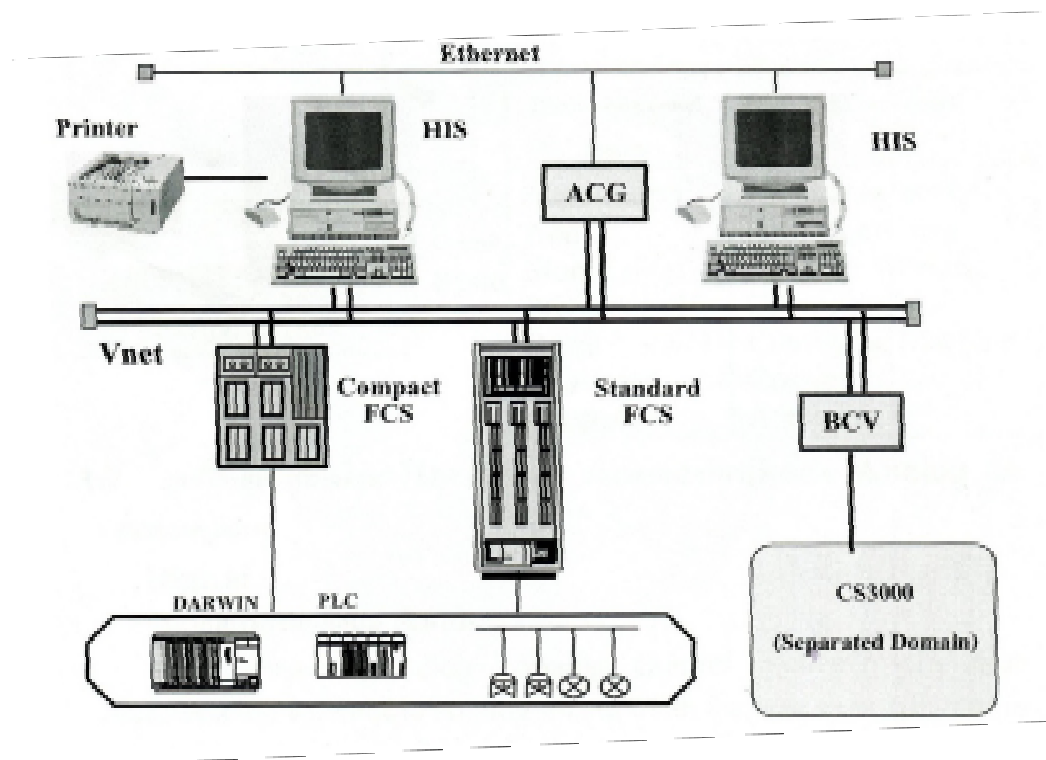 Ethernet
Printer
HIS
HIS
ACG
Vnet
Compact
FCS
Standard
FCS
BCV
DARWIN
PLC
CS3000
(Separated Domain)